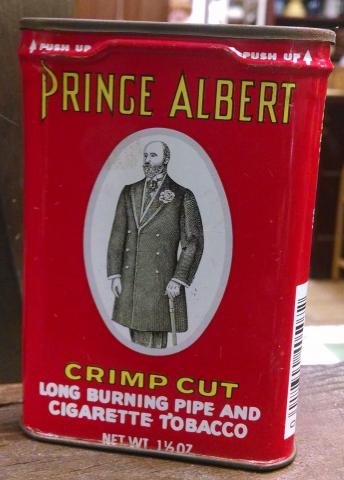 PUSH UP PUSH UP
PRINCE ALBERT
CRIMP CUT
LONG BURNING PIPE AND
CIGARETTE TOBACCO
NET WT. 1½ OZ.